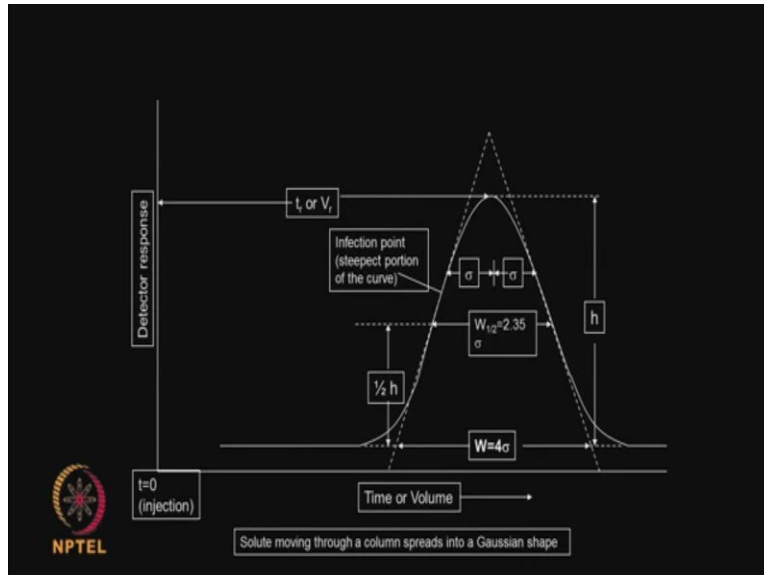 Detector response
tr or Vr
Infection point
(steepect portion
of the curve)
σ
σ
W1/2=2.35
σ
h
½ h
W=4σ
t=0
(injection)
Time or Volume
NPTEL
Solute moving through a column spreads into a Gaussian shape